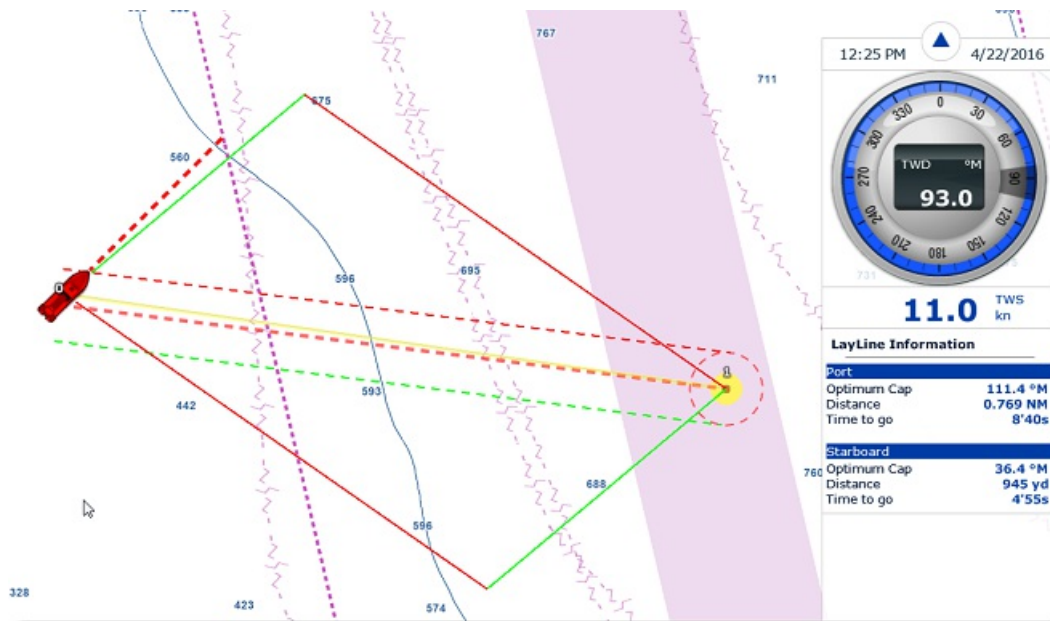 767
675
711
560
0
596
695
1
593
442
760
688
596
328
423
574
12:25 PM 4/22/2016
0
30
60
90
120
150
180
210
240
270
300
330
TWD °M
93.0
731
11.0 TWS
kn
LayLine Information
Port
Optimum Cap 111.4 °M
Distance 0.769 NM
Time to go 8'40s
Starboard
Optimum Cap 36.4 °M
Distance 945 yd
Time to go 4'55s